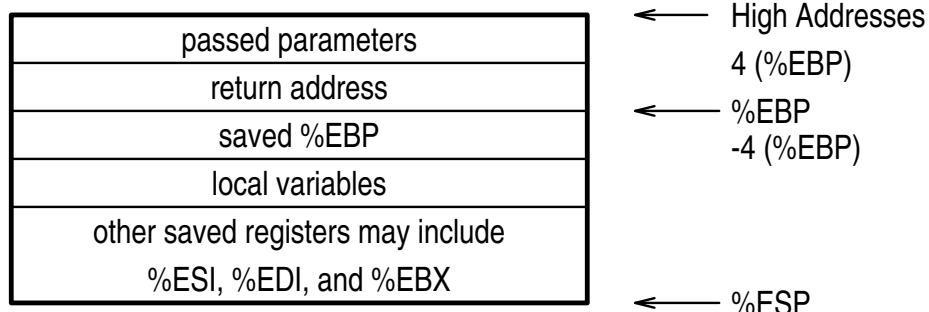 High Addresses
passed parameters
4 (%EBP)
return address
%EBP
saved %EBP
-4 (%EBP)
local variables
other saved registers may include
%ESI, %EDI, and %EBX
%ESP